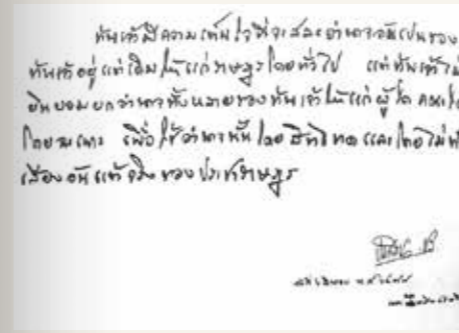 ข้าพเจ้ามีความเต็มใจที่จะสละอำนาจอันเป็นของ
ข้าพเจ้าอยู่แต่เดิมให้แก่ราษฎรโดยทั่วไป แต่ข้าพเจ้าไม่
ยินยอมยกอำนาจทั้งหลายของข้าพเจ้าให้แก่ผู้ใด คณะใด
โดยเฉพาะ เพื่อใช้อำนาจนั้นโดยสิทธิขาด และโดยไม่ฟัง
เสียงอันแท้จริงของประชาราษฎร